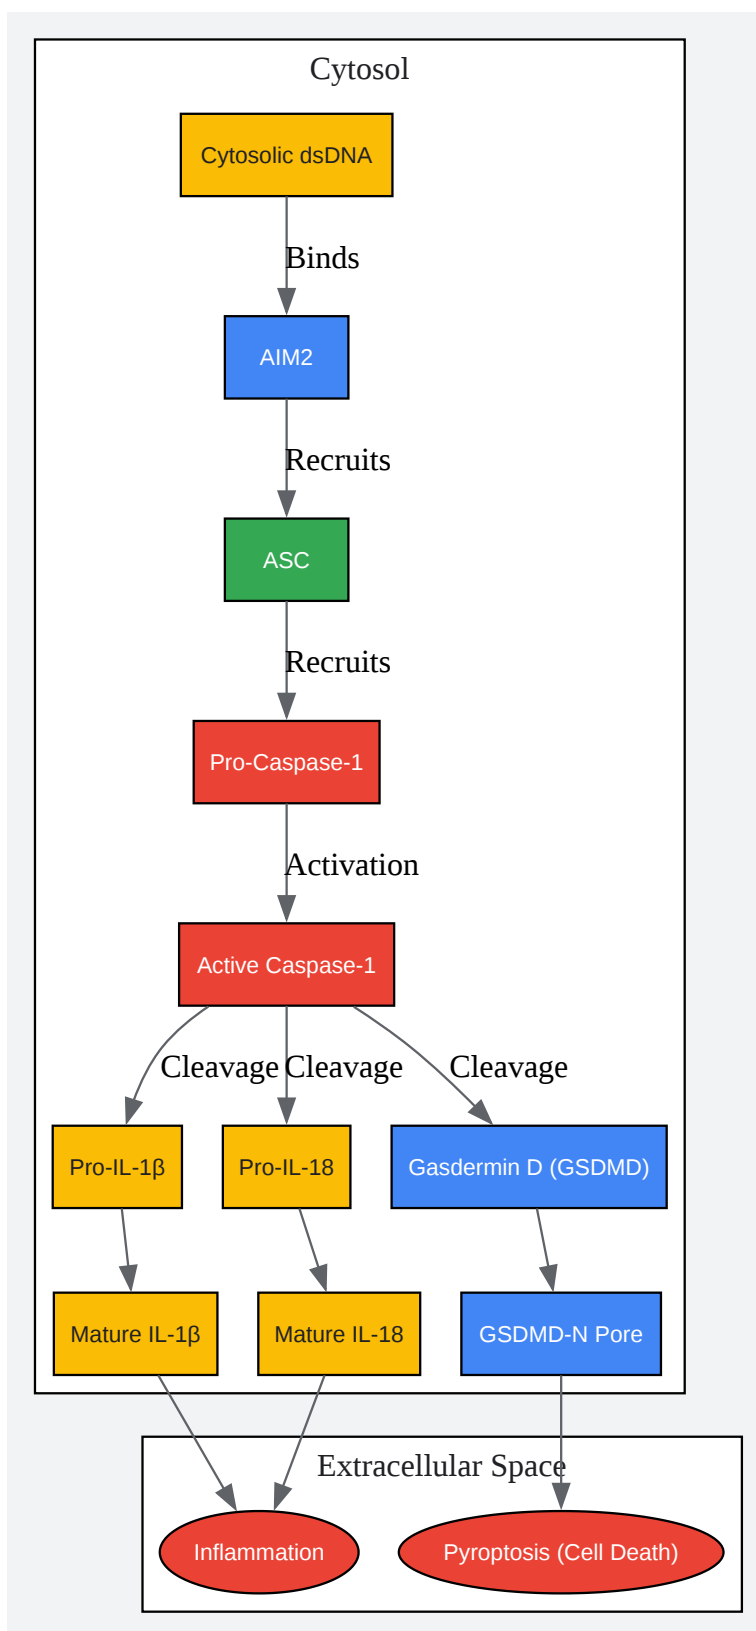 Cytosol
Cytosolic dsDNA
Binds
AIM2
Recruits
ASC
Recruits
Pro-Caspase-1
Activation
Active Caspase-1
Cleavage
Cleavage
Cleavage
Pro-IL-1β
Pro-IL-18
Gasdermin D (GSDMD)
Mature IL-1β
Mature IL-18
GSDMD-N Pore
Extracellular Space
Inflammation
Pyroptosis (Cell Death)